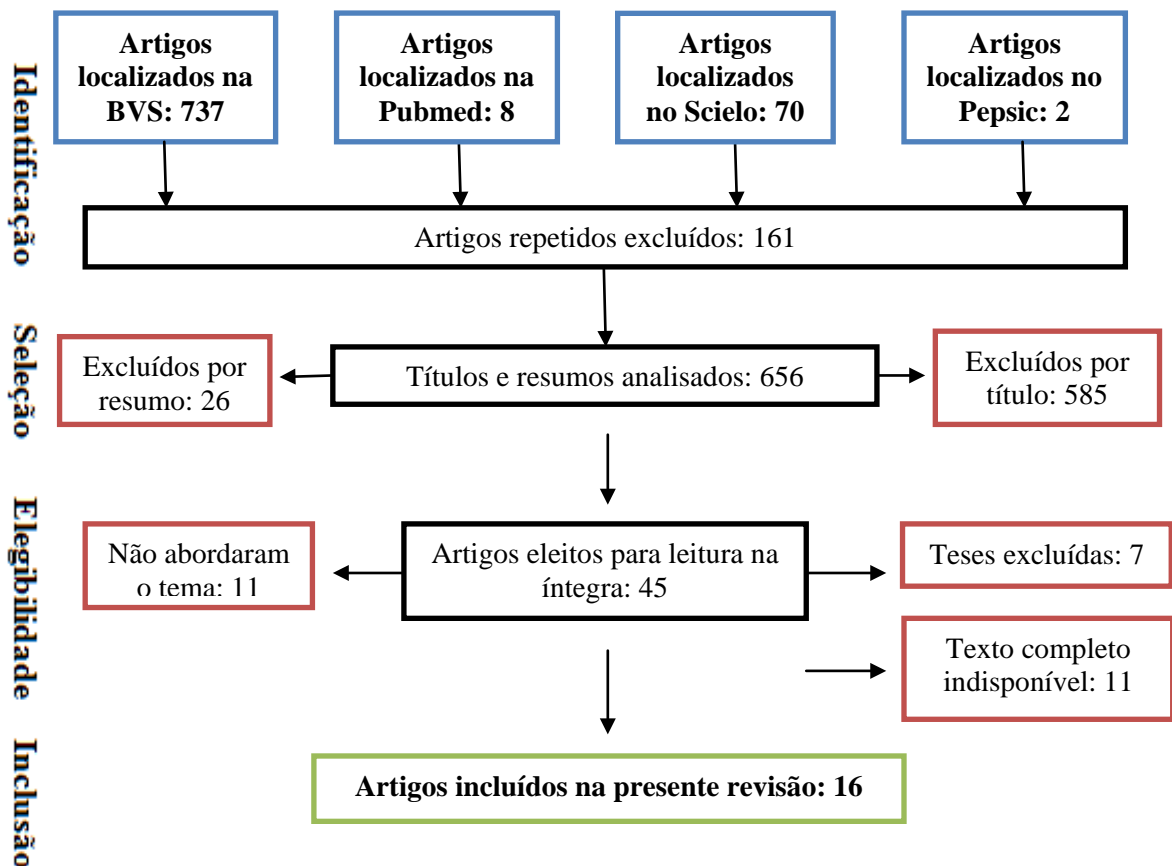 Identificação
Artigos
localizados na
BVS: 737
Artigos
localizados na
Pubmed: 8
Artigos
localizados
no Scielo: 70
Artigos
localizados no
Pepsic: 2
Artigos repetidos excluídos: 161
Seleção
Excluídos por
resumo: 26
Títulos e resumos analisados: 656
Excluídos por
título: 585
Elegibilidade
Não abordaram
o tema: 11
Artigos eleitos para leitura na
íntegra: 45
Teses excluídas: 7
Texto completo
indisponível: 11
Inclusão
Artigos incluídos na presente revisão: 16